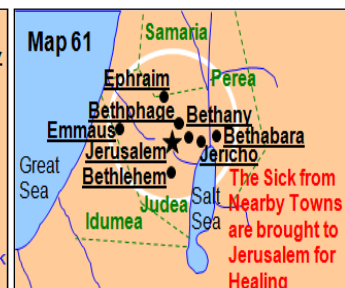 Map 61
Samaria
Ephraim
Perea
Bethphage
Bethany
Emmaus
Bethabara
Jerusalem
Jericho
Great
Sea
Bethlehem
Salt
Sea
Judea
Idumea
The Sick from
Nearby Towns
are brought to
Jerusalem for
Healing